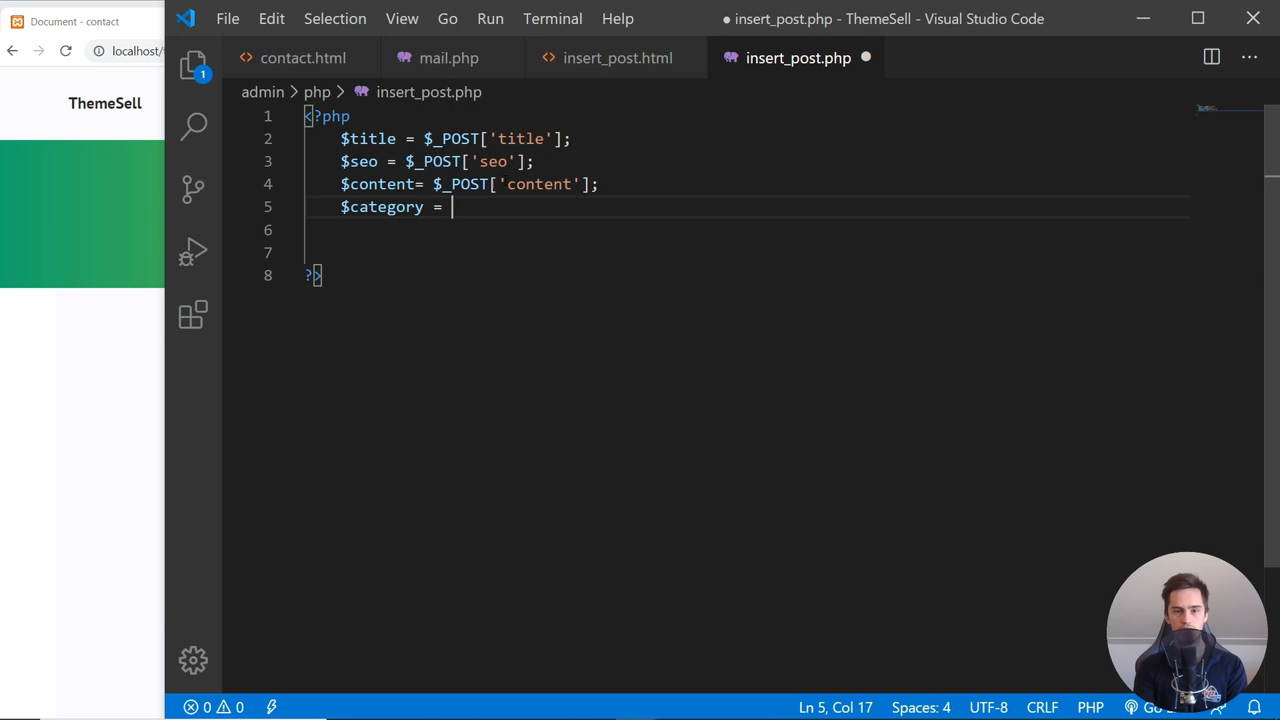 Document - contact
localhost/
ThemeSell
File Edit Selection View Go Run Terminal Help
● insert_post.php - ThemeSell - Visual Studio Code
contact.html
mail.php
insert_post.html
insert_post.php
admin > php > insert_post.php
1 <?php
2 $title = $_POST['title'];
3 $seo = $_POST['seo'];
4 $content= $_POST['content'];
5 $category =
6
7
8 ?>
1
0 0
Ln 5, Col 17 Spaces: 4 UTF-8 CRLF PHP Go